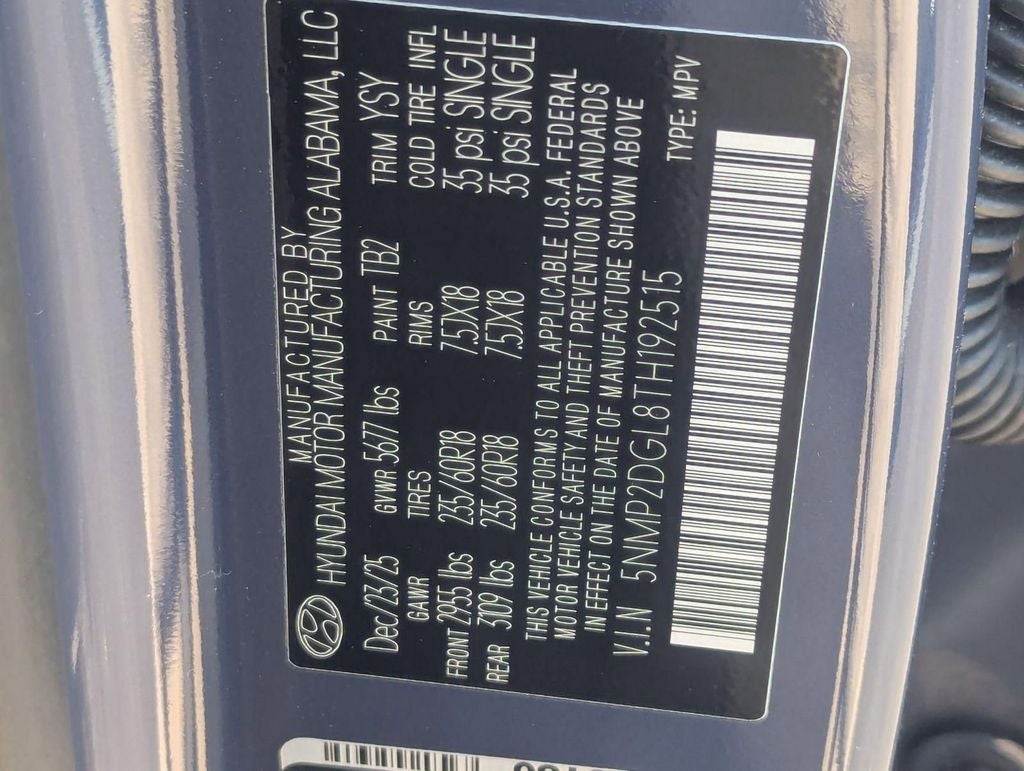 MANUFACTURED BY
HYUNDAI MOTOR MANUFACTURING ALABAMA, LLC
Dec/23/25 GVWR 5677 lbs PAINT TB2 TRIM YSY
GAWR TIRES RIMS COLD TIRE INFL
FRONT 2955 lbs 235/60R18 7.5JX18 35 psi SINGLE
REAR 3109 lbs 235/60R18 7.5JX18 35 psi SINGLE
THIS VEHICLE CONFORMS TO ALL APPLICABLE U.S.A. FEDERAL
MOTOR VEHICLE SAFETY AND THEFT PREVENTION STANDARDS
IN EFFECT ON THE DATE OF MANUFACTURE SHOWN ABOVE
V.I.N 5NMP2DGL8TH192515 TYPE: MPV